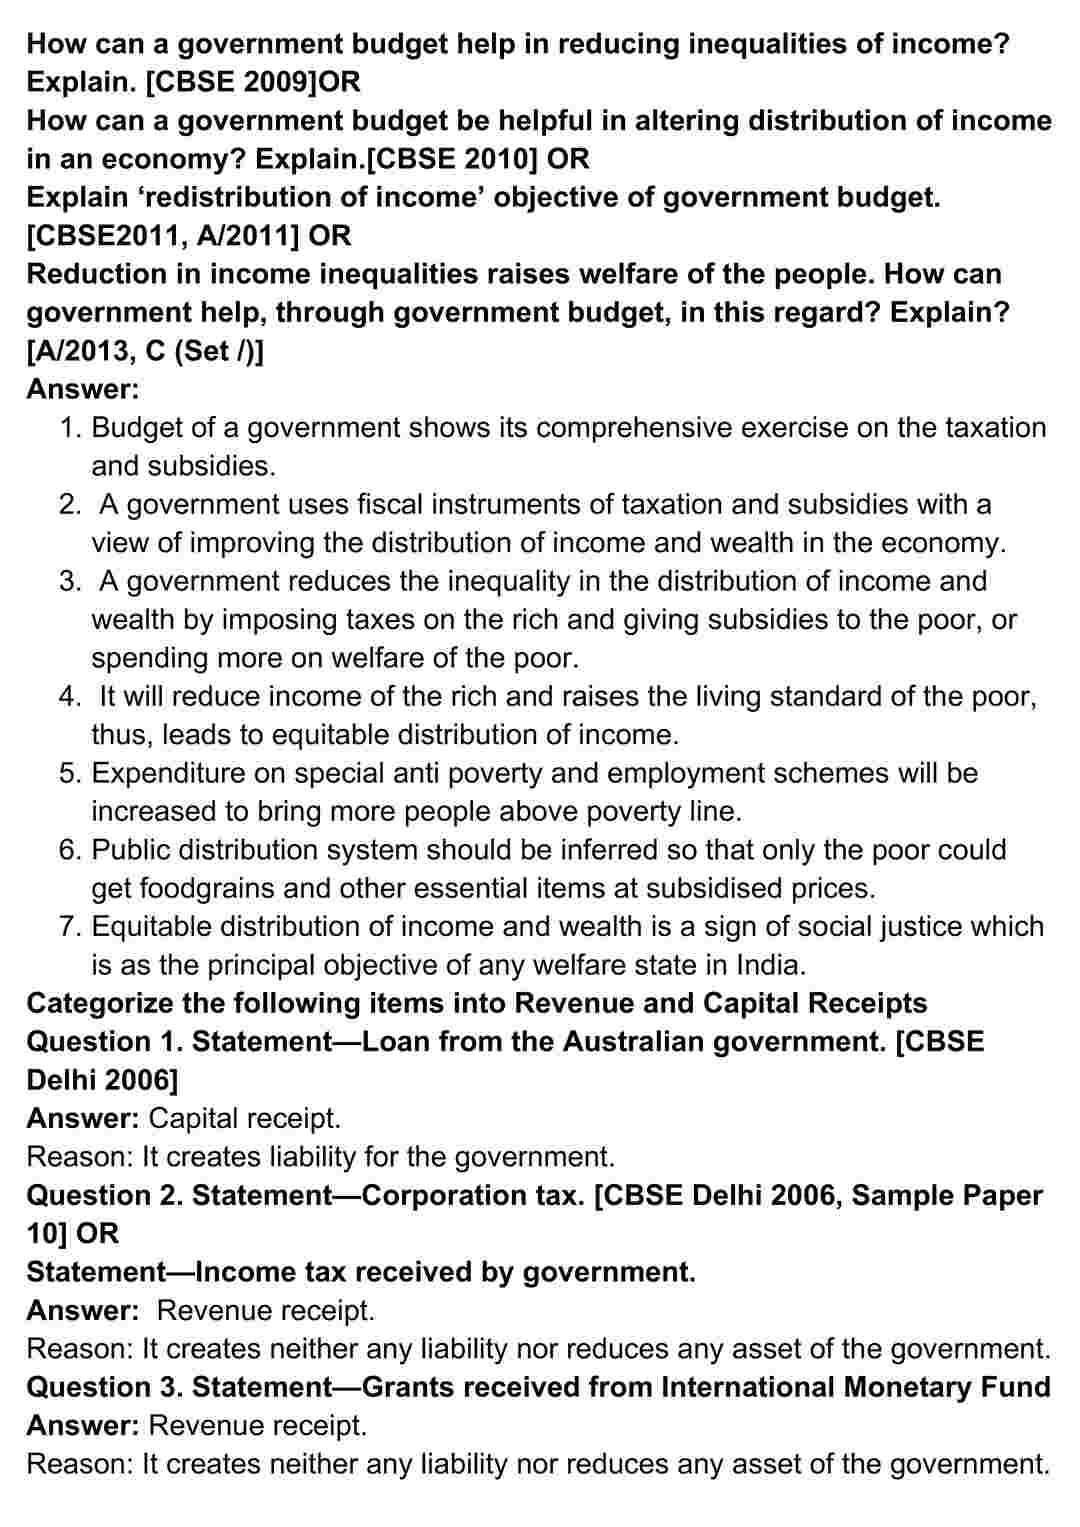 How can a government budget help in reducing inequalities of income?
Explain. [CBSE 2009]OR
How can a government budget be helpful in altering distribution of income
in an economy? Explain.[CBSE 2010] OR
Explain ‘redistribution of income’ objective of government budget.
[CBSE2011, A/2011] OR
Reduction in income inequalities raises welfare of the people. How can
government help, through government budget, in this regard? Explain?
[A/2013, C (Set /)]
Answer:
1. Budget of a government shows its comprehensive exercise on the taxation
and subsidies.
2. A government uses fiscal instruments of taxation and subsidies with a
view of improving the distribution of income and wealth in the economy.
3. A government reduces the inequality in the distribution of income and
wealth by imposing taxes on the rich and giving subsidies to the poor, or
spending more on welfare of the poor.
4. It will reduce income of the rich and raises the living standard of the poor,
thus, leads to equitable distribution of income.
5. Expenditure on special anti poverty and employment schemes will be
increased to bring more people above poverty line.
6. Public distribution system should be inferred so that only the poor could
get foodgrains and other essential items at subsidised prices.
7. Equitable distribution of income and wealth is a sign of social justice which
is as the principal objective of any welfare state in India.
Categorize the following items into Revenue and Capital Receipts
Question 1. Statement—Loan from the Australian government. [CBSE
Delhi 2006]
Answer: Capital receipt.
Reason: It creates liability for the government.
Question 2. Statement—Corporation tax. [CBSE Delhi 2006, Sample Paper
10] OR
Statement—Income tax received by government.
Answer: Revenue receipt.
Reason: It creates neither any liability nor reduces any asset of the government.
Question 3. Statement—Grants received from International Monetary Fund
Answer: Revenue receipt.
Reason: It creates neither any liability nor reduces any asset of the government.